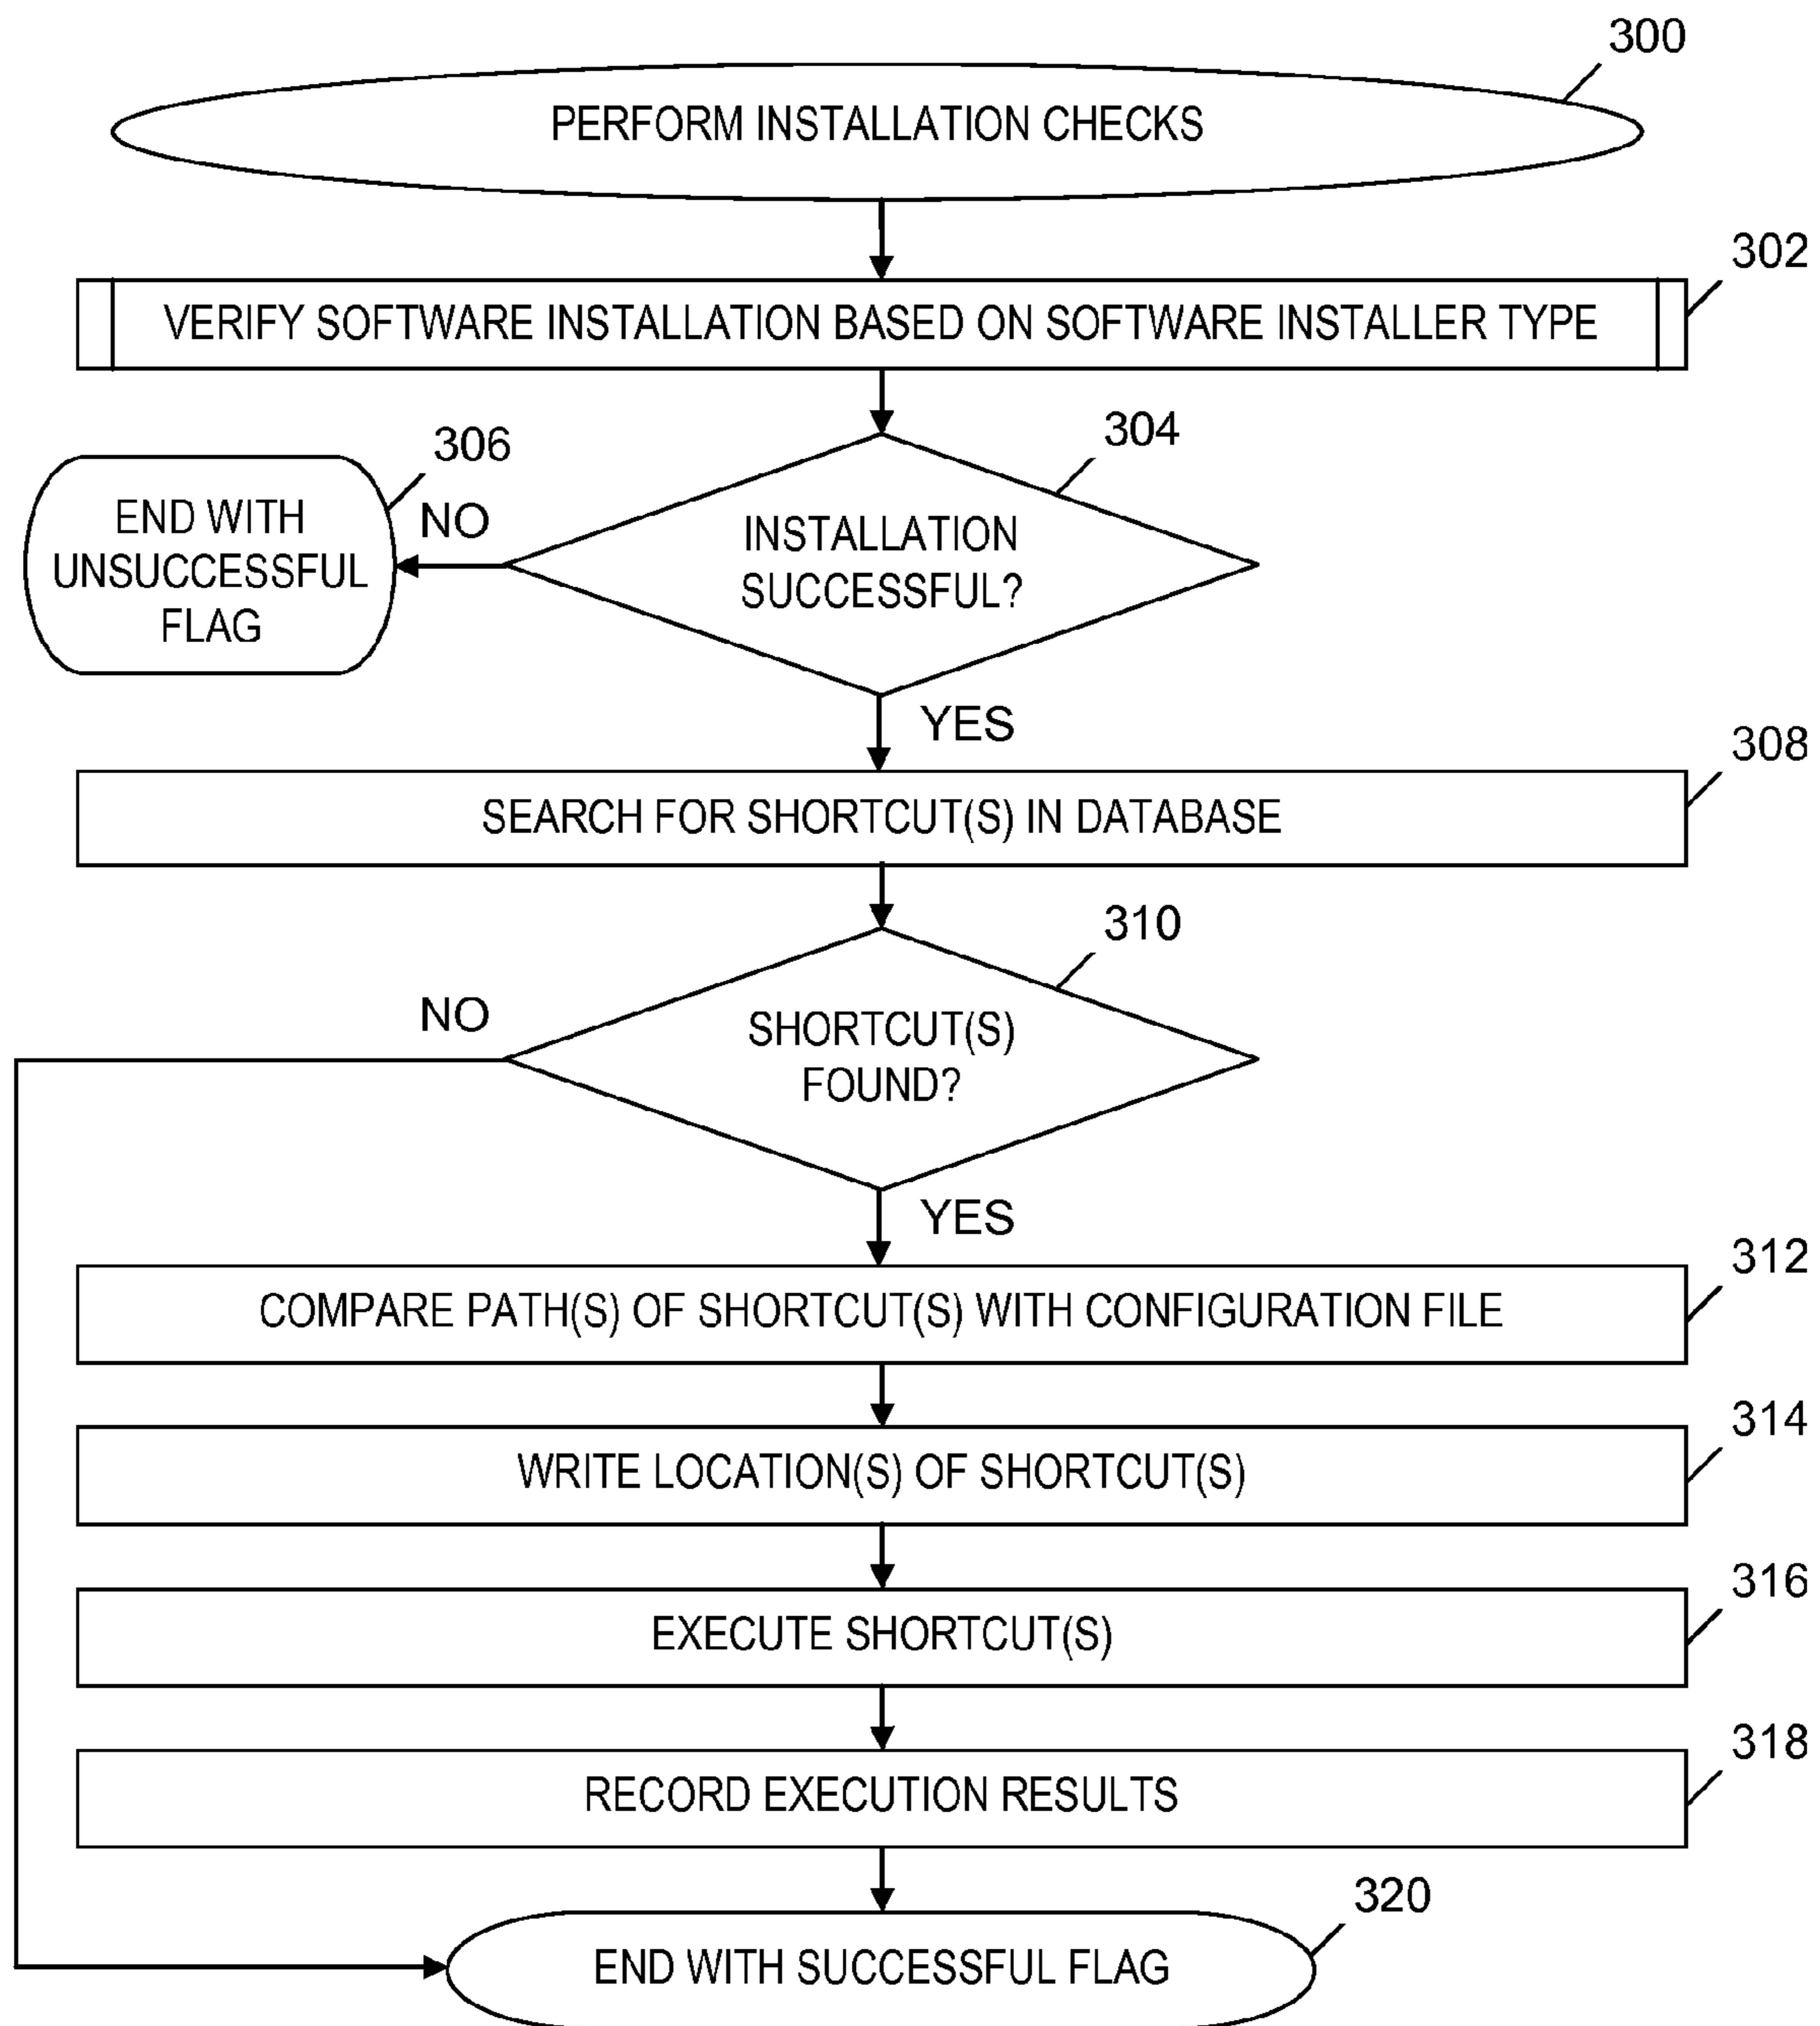 300
PERFORM INSTALLATION CHECKS
302
VERIFY SOFTWARE INSTALLATION BASED ON SOFTWARE INSTALLER TYPE
304
306
END WITH
UNSUCCESSFUL
FLAG
NO
INSTALLATION
SUCCESSFUL?
YES
308
SEARCH FOR SHORTCUT(S) IN DATABASE
310
NO
SHORTCUT(S)
FOUND?
YES
312
COMPARE PATH(S) OF SHORTCUT(S) WITH CONFIGURATION FILE
314
WRITE LOCATION(S) OF SHORTCUT(S)
316
EXECUTE SHORTCUT(S)
318
RECORD EXECUTION RESULTS
320
END WITH SUCCESSFUL FLAG